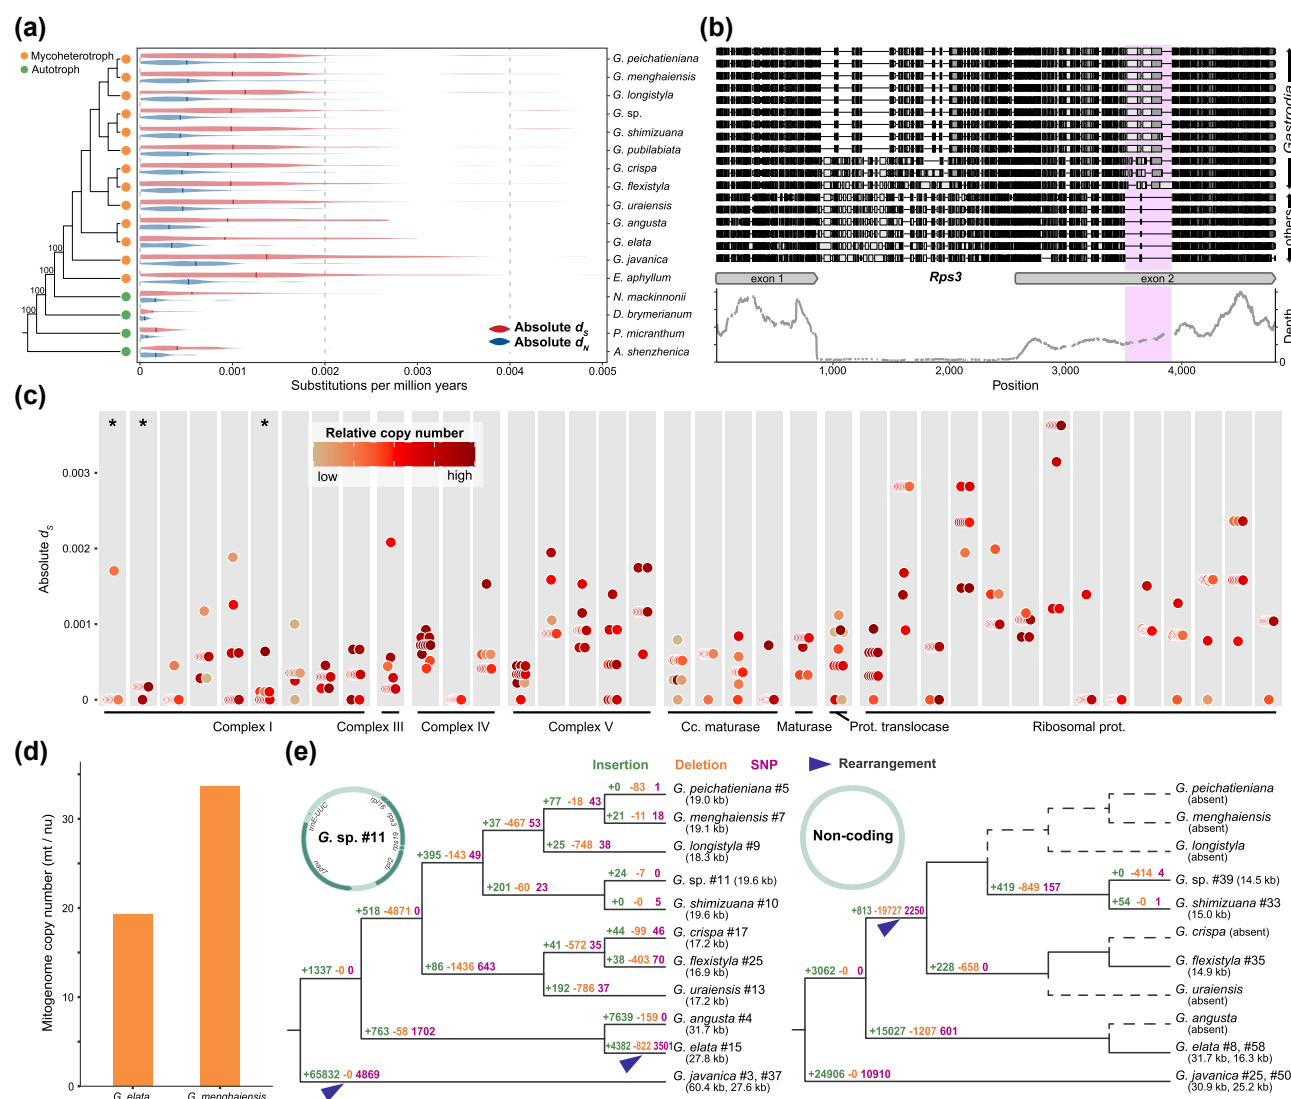 (a)
Mycoheterotroph
Autotroph
100
100
100
100
G. peichatieniana
G. menghaiensis
G. longistyla
G. sp.
G. shimizuana
G. pubilabiata
G. crispa
G. flexistyla
G. uraiensis
G. angusta
G. elata
G. javanica
E. aphyllum
N. mackinnonii
D. brymerianum
P. micranthum
A. shenzhenica
Absolute dS
Absolute dN
0 0.001 0.002 0.003 0.004 0.005
Substitutions per million years
(b)
Gastrodia
others
exon 1
Rps3
exon 2
Depth
0
1,000 2,000 3,000 4,000
Position
(c)
* * *
Relative copy number
low high
Absolute dS
0.003
0.002
0.001
0
Complex I
Complex III
Complex IV
Complex V
Cc. maturase
Maturase
Prot. translocase
Ribosomal prot.
(d)
Mitogenome copy number (mt / nu)
30
20
10
0
G. elata
G. menghaiensis
(e)
Insertion Deletion SNP Rearrangement
G. sp. #11
trnE-UUC
rpl16
rps3
rps19
rpl2
nad7
+0 -83 1
G. peichatieniana #5
(19.0 kb)
+77 -18 43
+21 -11 18
G. menghaiensis #7
(19.1 kb)
+37 -467 53
+25 -748 38
G. longistyla #9
(18.3 kb)
+395 -143 49
+24 -7 0
G. sp. #11 (19.6 kb)
+201 -60 23
+0 -0 5
G. shimizuana #10
(19.6 kb)
+518 -4871 0
+44 -99 46
G. crispa #17
(17.2 kb)
+41 -572 35
+38 -403 70
G. flexistyla #25
(16.9 kb)
+86 -1436 643
+192 -786 37
G. uraiensis #13
(17.2 kb)
+1337 -0 0
+7639 -159 0
G. angusta #4
(31.7 kb)
+763 -58 1702
+4382 -822 3501
G. elata #15
(27.8 kb)
+65832 -0 4869
G. javanica #3, #37
(60.4 kb, 27.6 kb)
Non-coding
G. peichatieniana
(absent)
G. menghaiensis
(absent)
G. longistyla
(absent)
+0 -414 4
G. sp. #39 (14.5 kb)
+419 -849 157
+54 -0 1
G. shimizuana #33
(15.0 kb)
+813 -19727 2250
G. crispa (absent)
G. flexistyla #35
(14.9 kb)
+228 -658 0
G. uraiensis
(absent)
+3062 -0 0
G. angusta
(absent)
+15027 -1207 601
G. elata #8, #58
(31.7 kb, 16.3 kb)
+24906 -0 10910
G. javanica #25, #50
(30.9 kb, 25.2 kb)